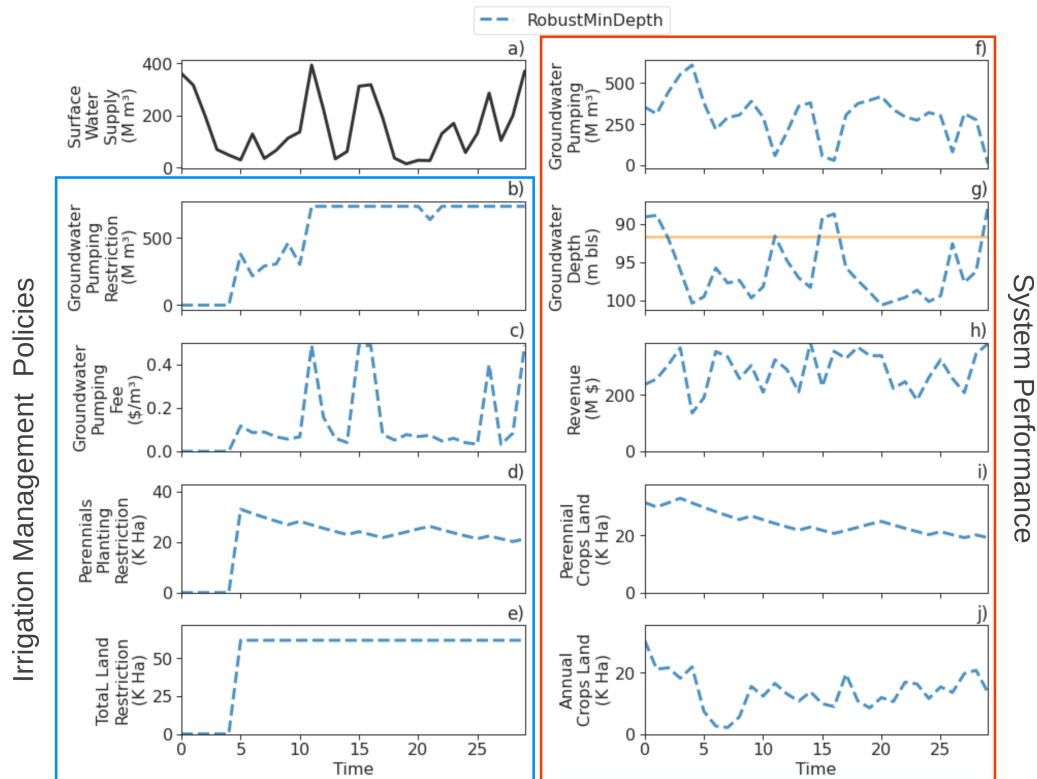 RobustMinDepth
a)
Surface
Water
Supply
(M m³)
400
200
0
b)
Groundwater
Pumping
Restriction
(M m³)
500
0
c)
Groundwater
Pumping
Fee
($/m³)
0.4
0.2
0.0
d)
Perennials
Planting
Restriction
(K Ha)
40
20
0
e)
TotaL Land
Restriction
(K Ha)
50
25
0
0 5 10 15 20 25
Time
Irrigation Management Policies
f)
Groundwater
Pumping
(M m³)
500
250
0
g)
Groundwater
Depth
(m bls)
90
95
100
h)
Revenue
(M $)
200
0
i)
Perennial
Crops Land
(K Ha)
20
0
j)
Annual
Crops Land
(K Ha)
20
0
0 5 10 15 20 25
Time
System Performance